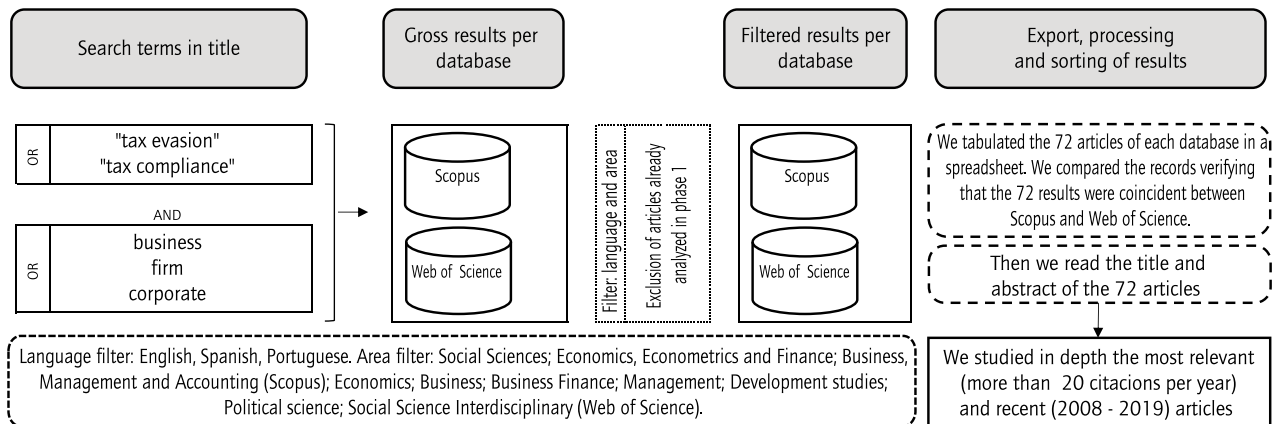 Search terms in title
Gross results per
database
Filtered results per
database
Export, processing
and sorting of results
OR
"tax evasion"
"tax compliance"
AND
OR
business
firm
corporate
Scopus
Web of Science
Filter: language and area
Exclusion of articles already
analyzed in phase 1
Scopus
Web of Science
We tabulated the 72 articles of each database in a
spreadsheet. We compared the records verifying
that the 72 results were coincident between
Scopus and Web of Science.
Then we read the title and
abstract of the 72 articles
We studied in depth the most relevant
(more than 20 citacions per year)
and recent (2008 - 2019) articles
Language filter: English, Spanish, Portuguese. Area filter: Social Sciences; Economics, Econometrics and Finance; Business,
Management and Accounting (Scopus); Economics; Business; Business Finance; Management; Development studies;
Political science; Social Science Interdisciplinary (Web of Science).